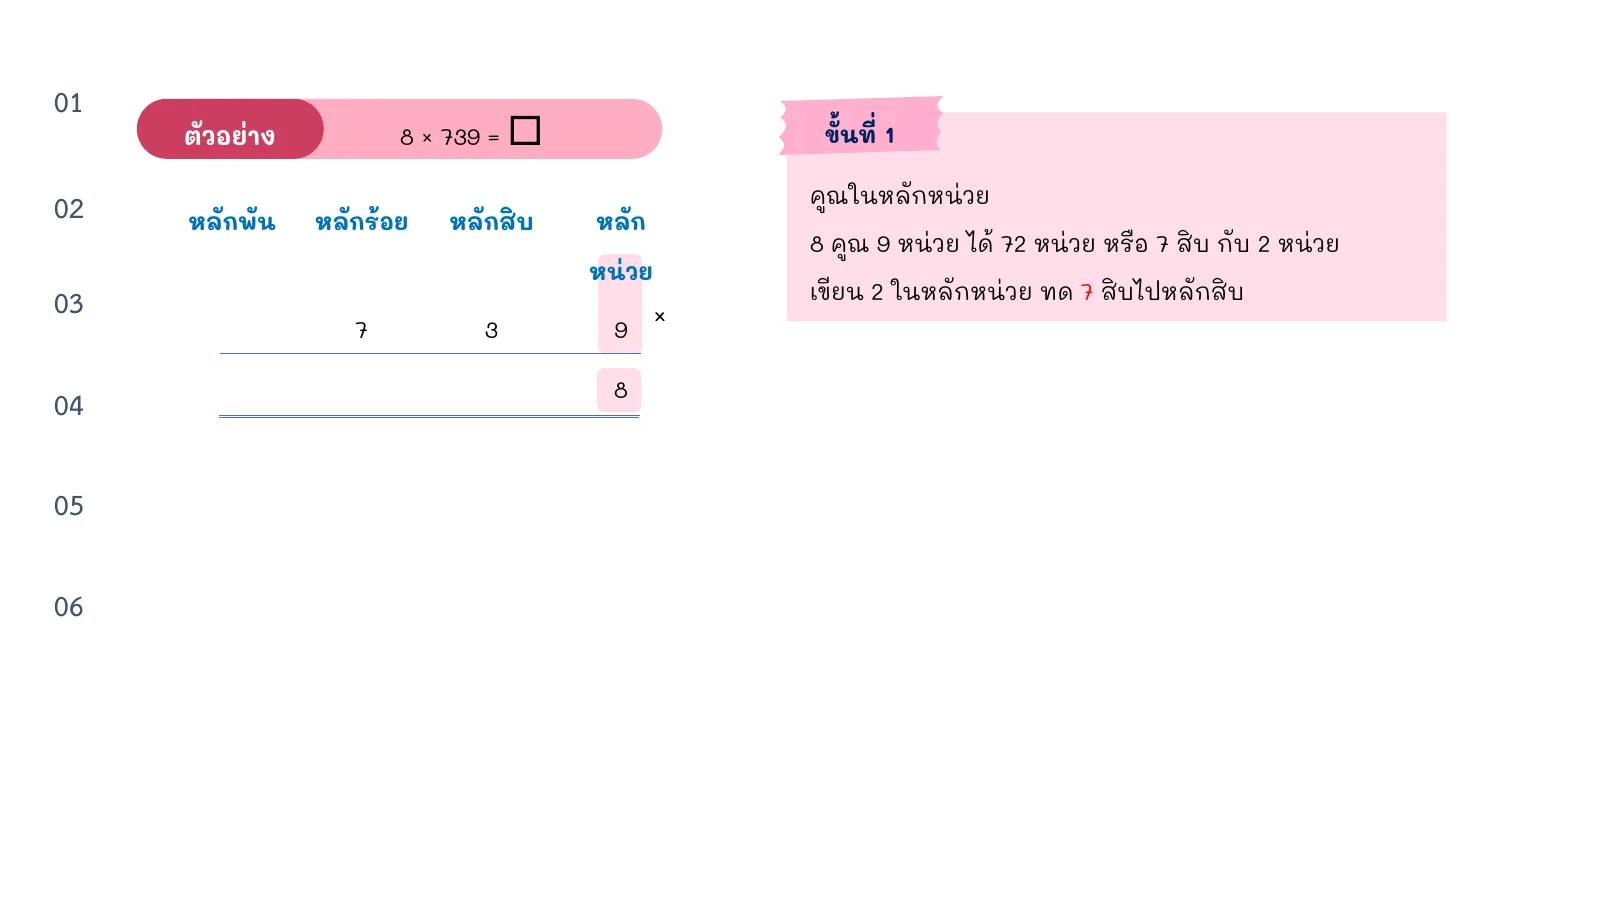 01
ตัวอย่าง 8 × 739 = □
02
หลักพัน หลักร้อย หลักสิบ หลัก
หน่วย
03
7 3 9 ×
8
04
05
06
ขั้นที่ 1
คูณในหลักหน่วย
8 คูณ 9 หน่วย ได้ 72 หน่วย หรือ 7 สิบ กับ 2 หน่วย
เขียน 2 ในหลักหน่วย ทด 7 สิบไปหลักสิบ